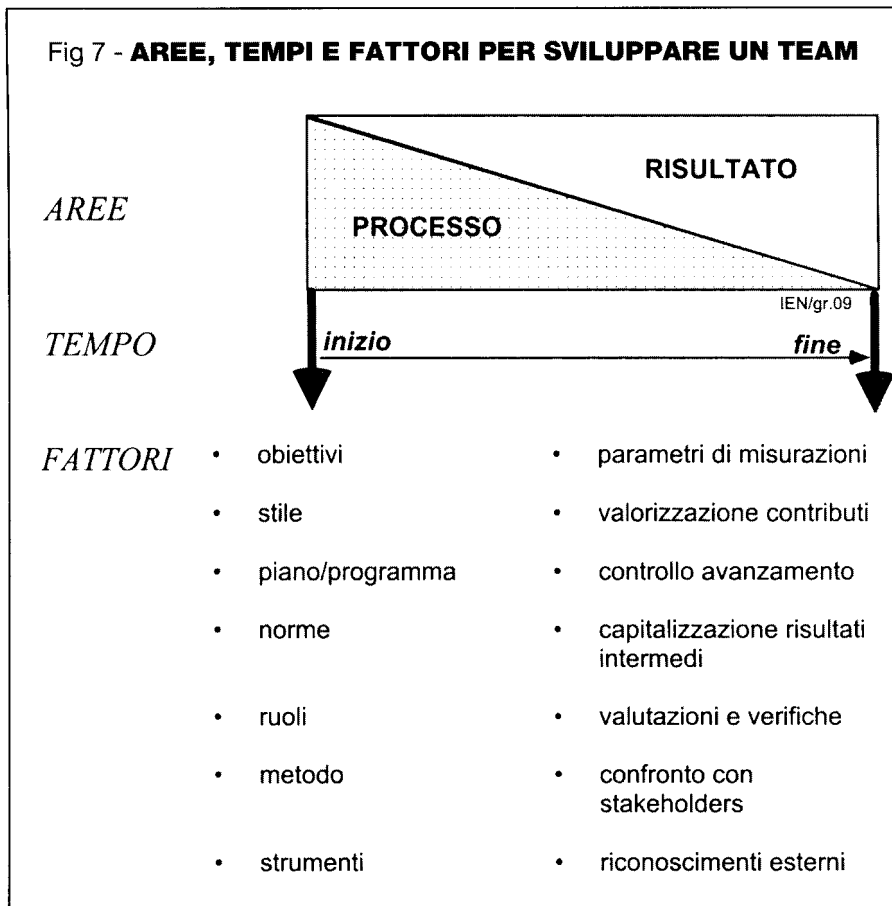 Fig 7 - AREE, TEMPI E FATTORI PER SVILUPPARE UN TEAM
RISULTATO
AREE
PROCESSO
IEN/gr.09
TEMPO
inizio
fine
FATTORI
• obiettivi
• parametri di misurazioni
• stile
• valorizzazione contributi
• piano/programma
• controllo avanzamento
• norme
• capitalizzazione risultati
intermedi
• ruoli
• valutazioni e verifiche
• metodo
• confronto con
stakeholders
• strumenti
• riconoscimenti esterni